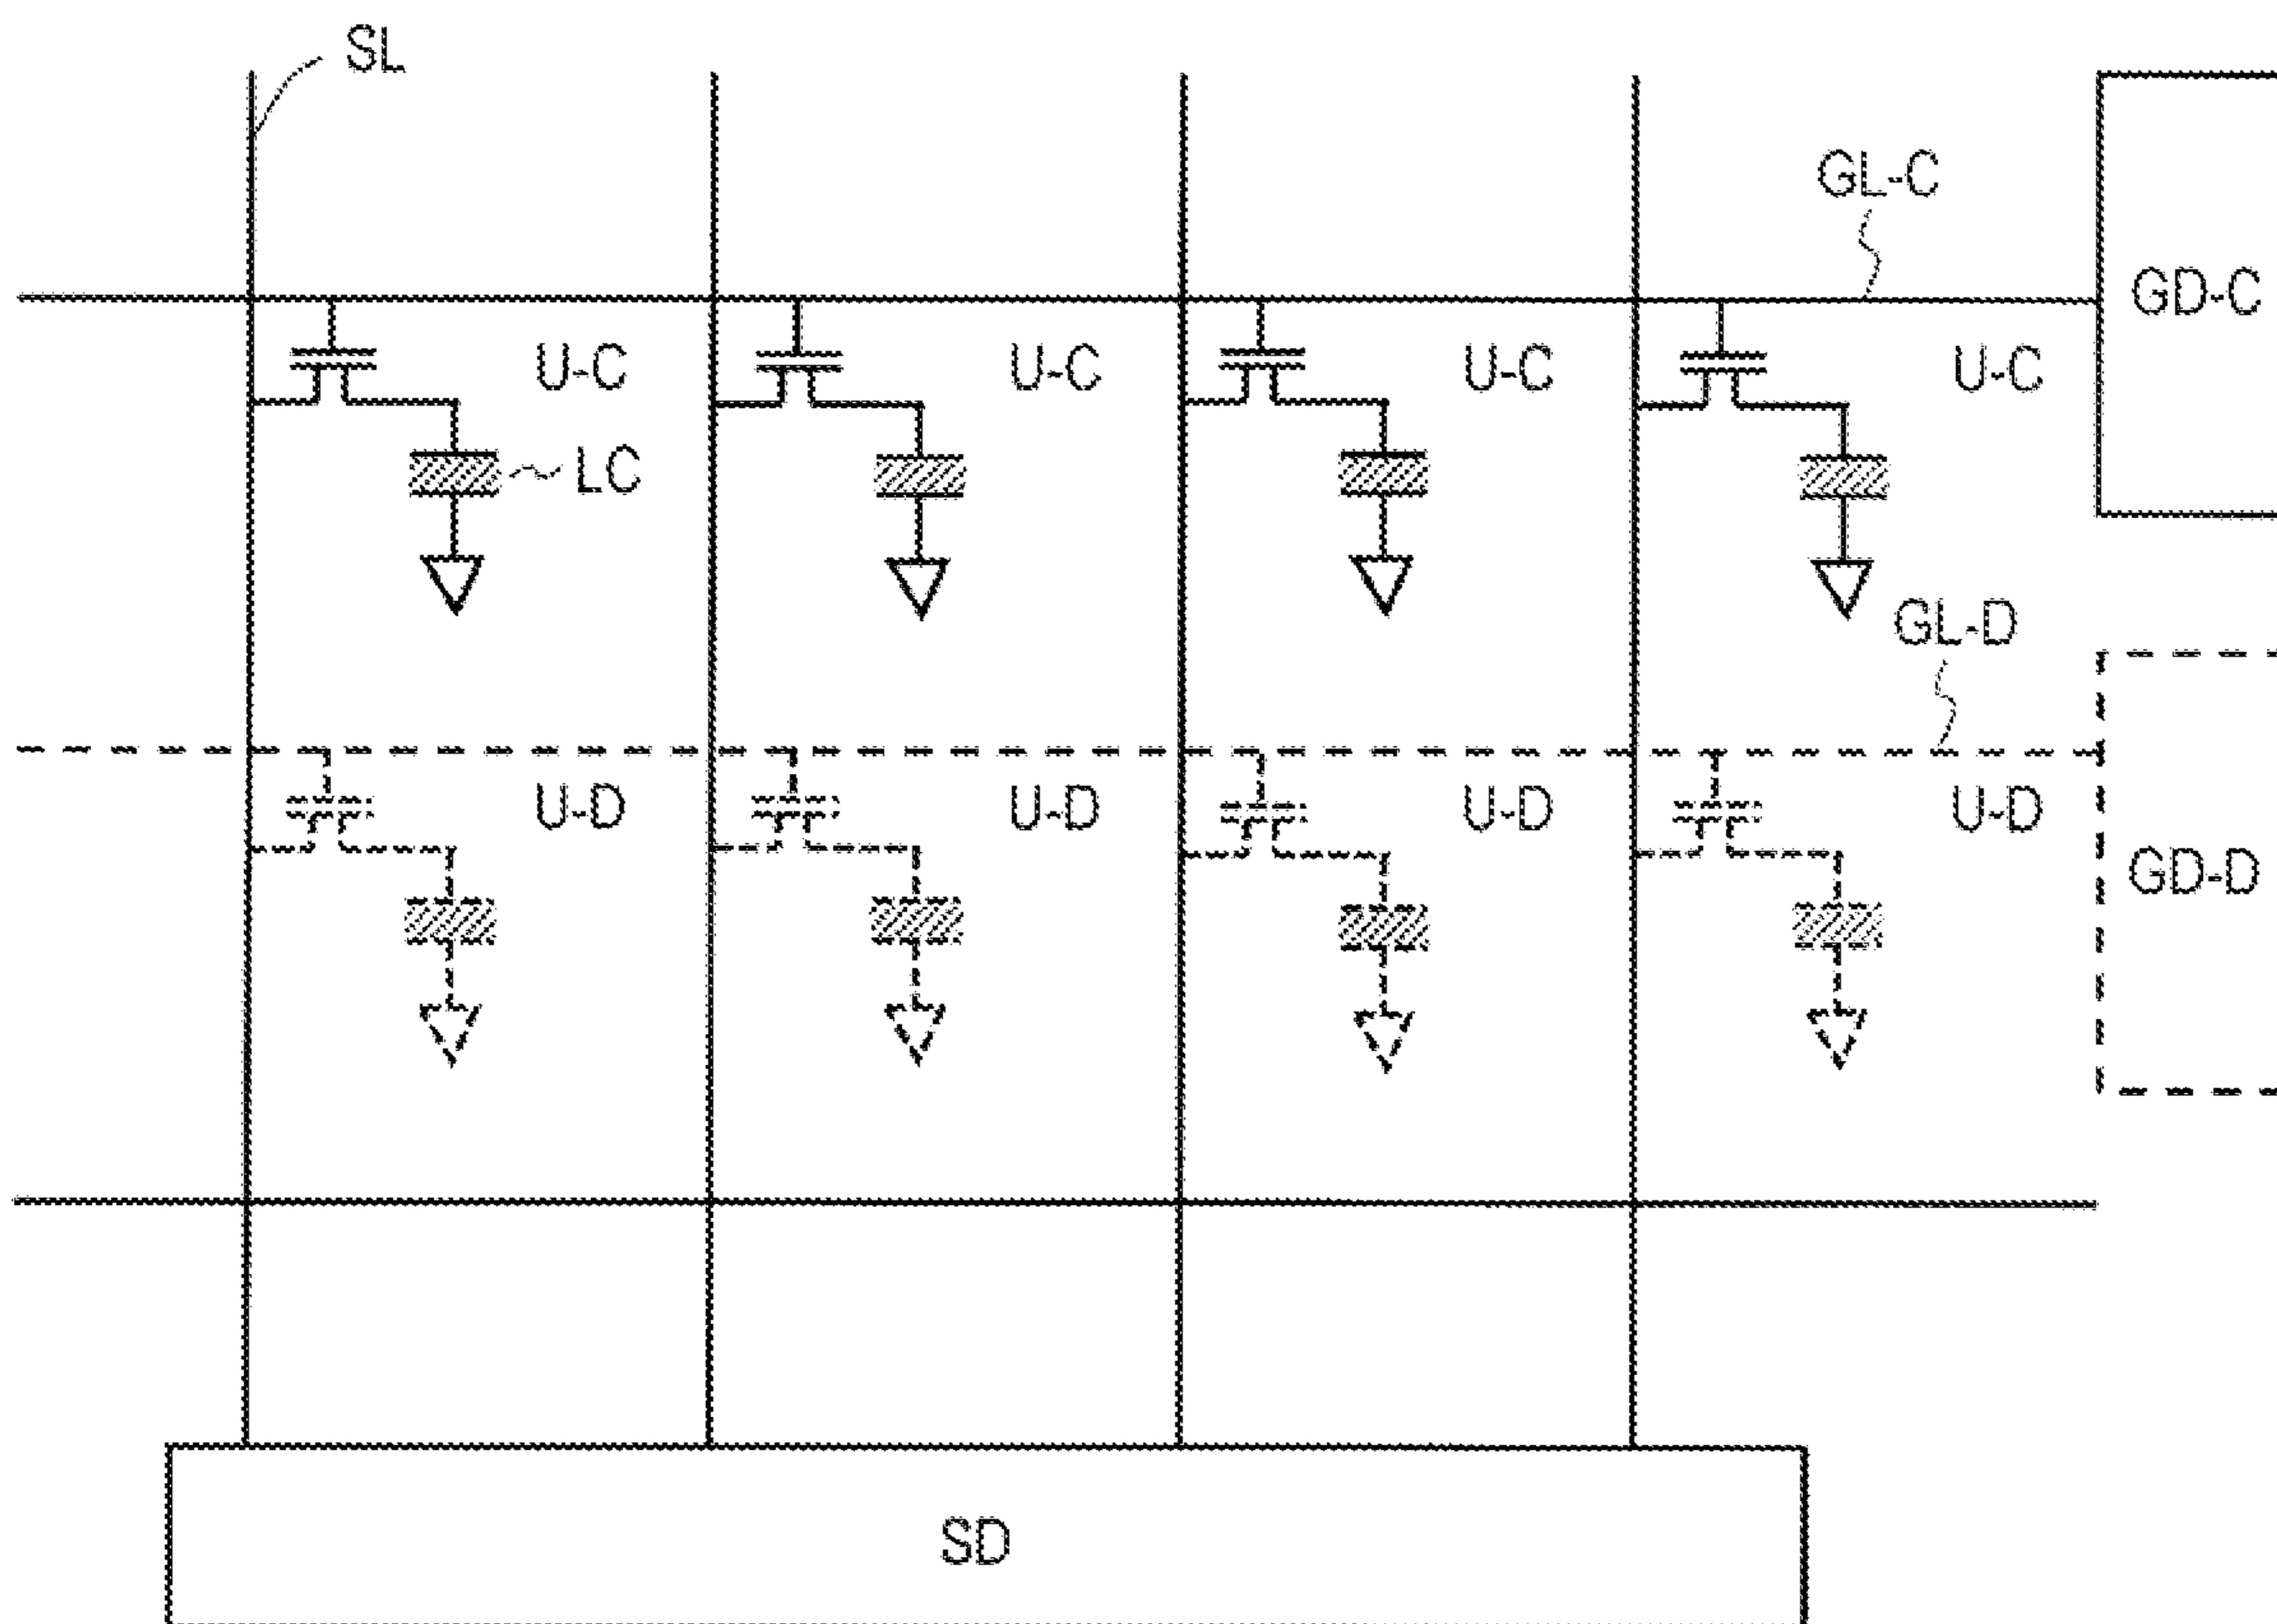 SL
GL-C
GD-C
U-C U-C U-C U-C
LC
GL-D
U-D U-D U-D U-D
GD-D
SD